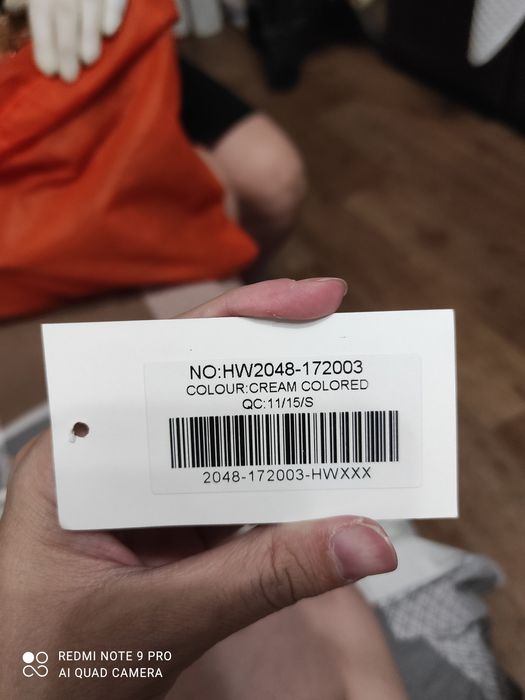 NO:HW2048-172003
COLOUR:CREAM COLORED
QC:11/15/S
2048-172003-HWXXX
REDMI NOTE 9 PRO
AI QUAD CAMERA